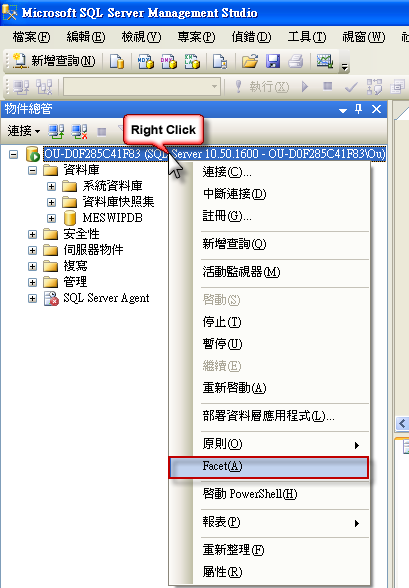 Microsoft SQL Server Management Studio
檔案(F) 編輯(E) 檢視(V) 專案(P) 偵錯(D) 工具(T) 視窗(W)
新增查詢(N)
執行(X)
物件總管
連接
Right Click
OU-D0F285C41F83 (SQL Server 10.50.1600 - OU-D0F285C41F83\Ou)
資料庫
系統資料庫
資料庫快照集
MESWIPDB
安全性
伺服器物件
複寫
管理
SQL Server Agent
連接(C)...
中斷連接(D)
註冊(G)...
新增查詢(Q)
活動監視器(M)
啟動(S)
停止(T)
暫停(U)
繼續(E)
重新啟動(A)
部署資料層應用程式(L)...
原則(O)
Facet(A)
啟動 PowerShell(H)
報表(P)
重新整理(F)
屬性(R)